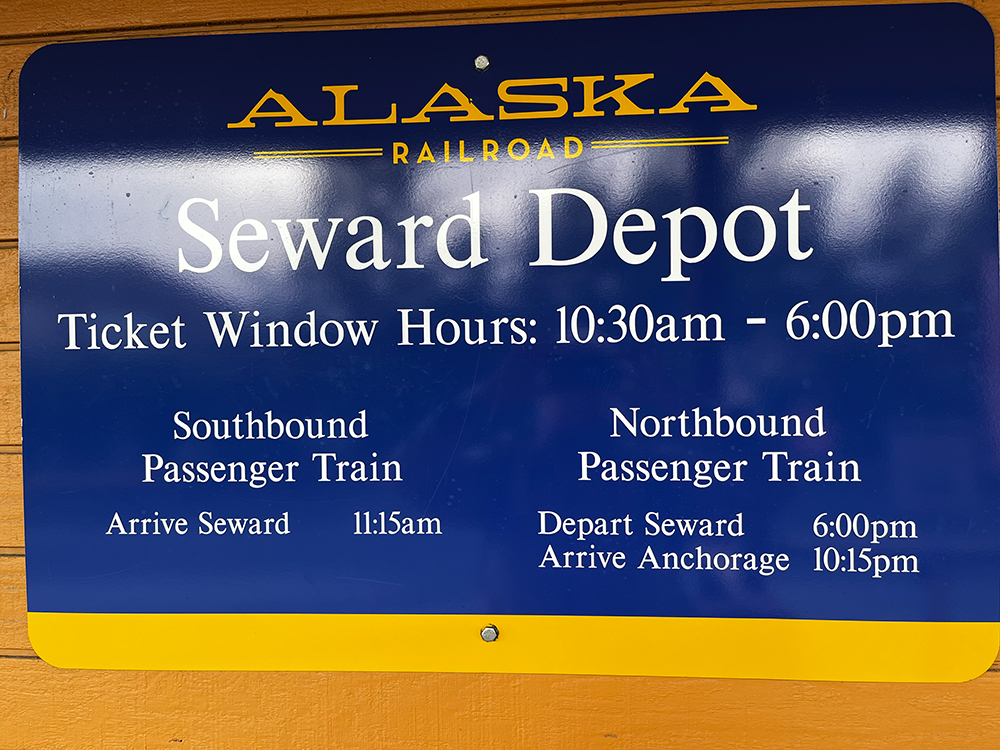 ALASKA
RAILROAD
Seward Depot
Ticket Window Hours: 10:30am - 6:00pm
Southbound
Passenger Train
Arrive Seward 11:15am
Northbound
Passenger Train
Depart Seward 6:00pm
Arrive Anchorage 10:15pm